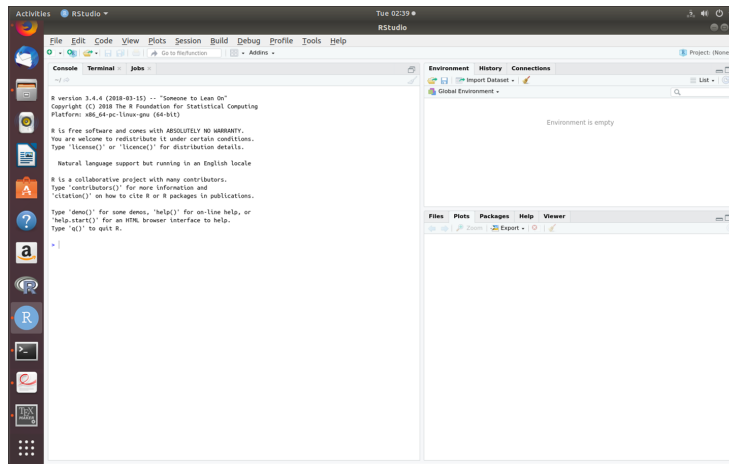 Activities RStudio Tue 02:39
RStudio
File Edit Code View Plots Session Build Debug Profile Tools Help
Go to file/function Addins Project: (None
Console Terminal Jobs
~/
R version 3.4.4 (2018-03-15) -- "Someone to Lean On"
Copyright (C) 2018 The R Foundation for Statistical Computing
Platform: x86_64-pc-linux-gnu (64-bit)
R is free software and comes with ABSOLUTELY NO WARRANTY.
You are welcome to redistribute it under certain conditions.
Type 'license()' or 'licence()' for distribution details.
Natural language support but running in an English locale
R is a collaborative project with many contributors.
Type 'contributors()' for more information and
'citation()' on how to cite R or R packages in publications.
Type 'demo()' for some demos, 'help()' for on-line help, or
'help.start()' for an HTML browser interface to help.
Type 'q()' to quit R.
>
Environment History Connections
Import Dataset List
Global Environment
Environment is empty
Files Plots Packages Help Viewer
Zoom Export
A
?
a
R
R
>_
TEX
MAKER